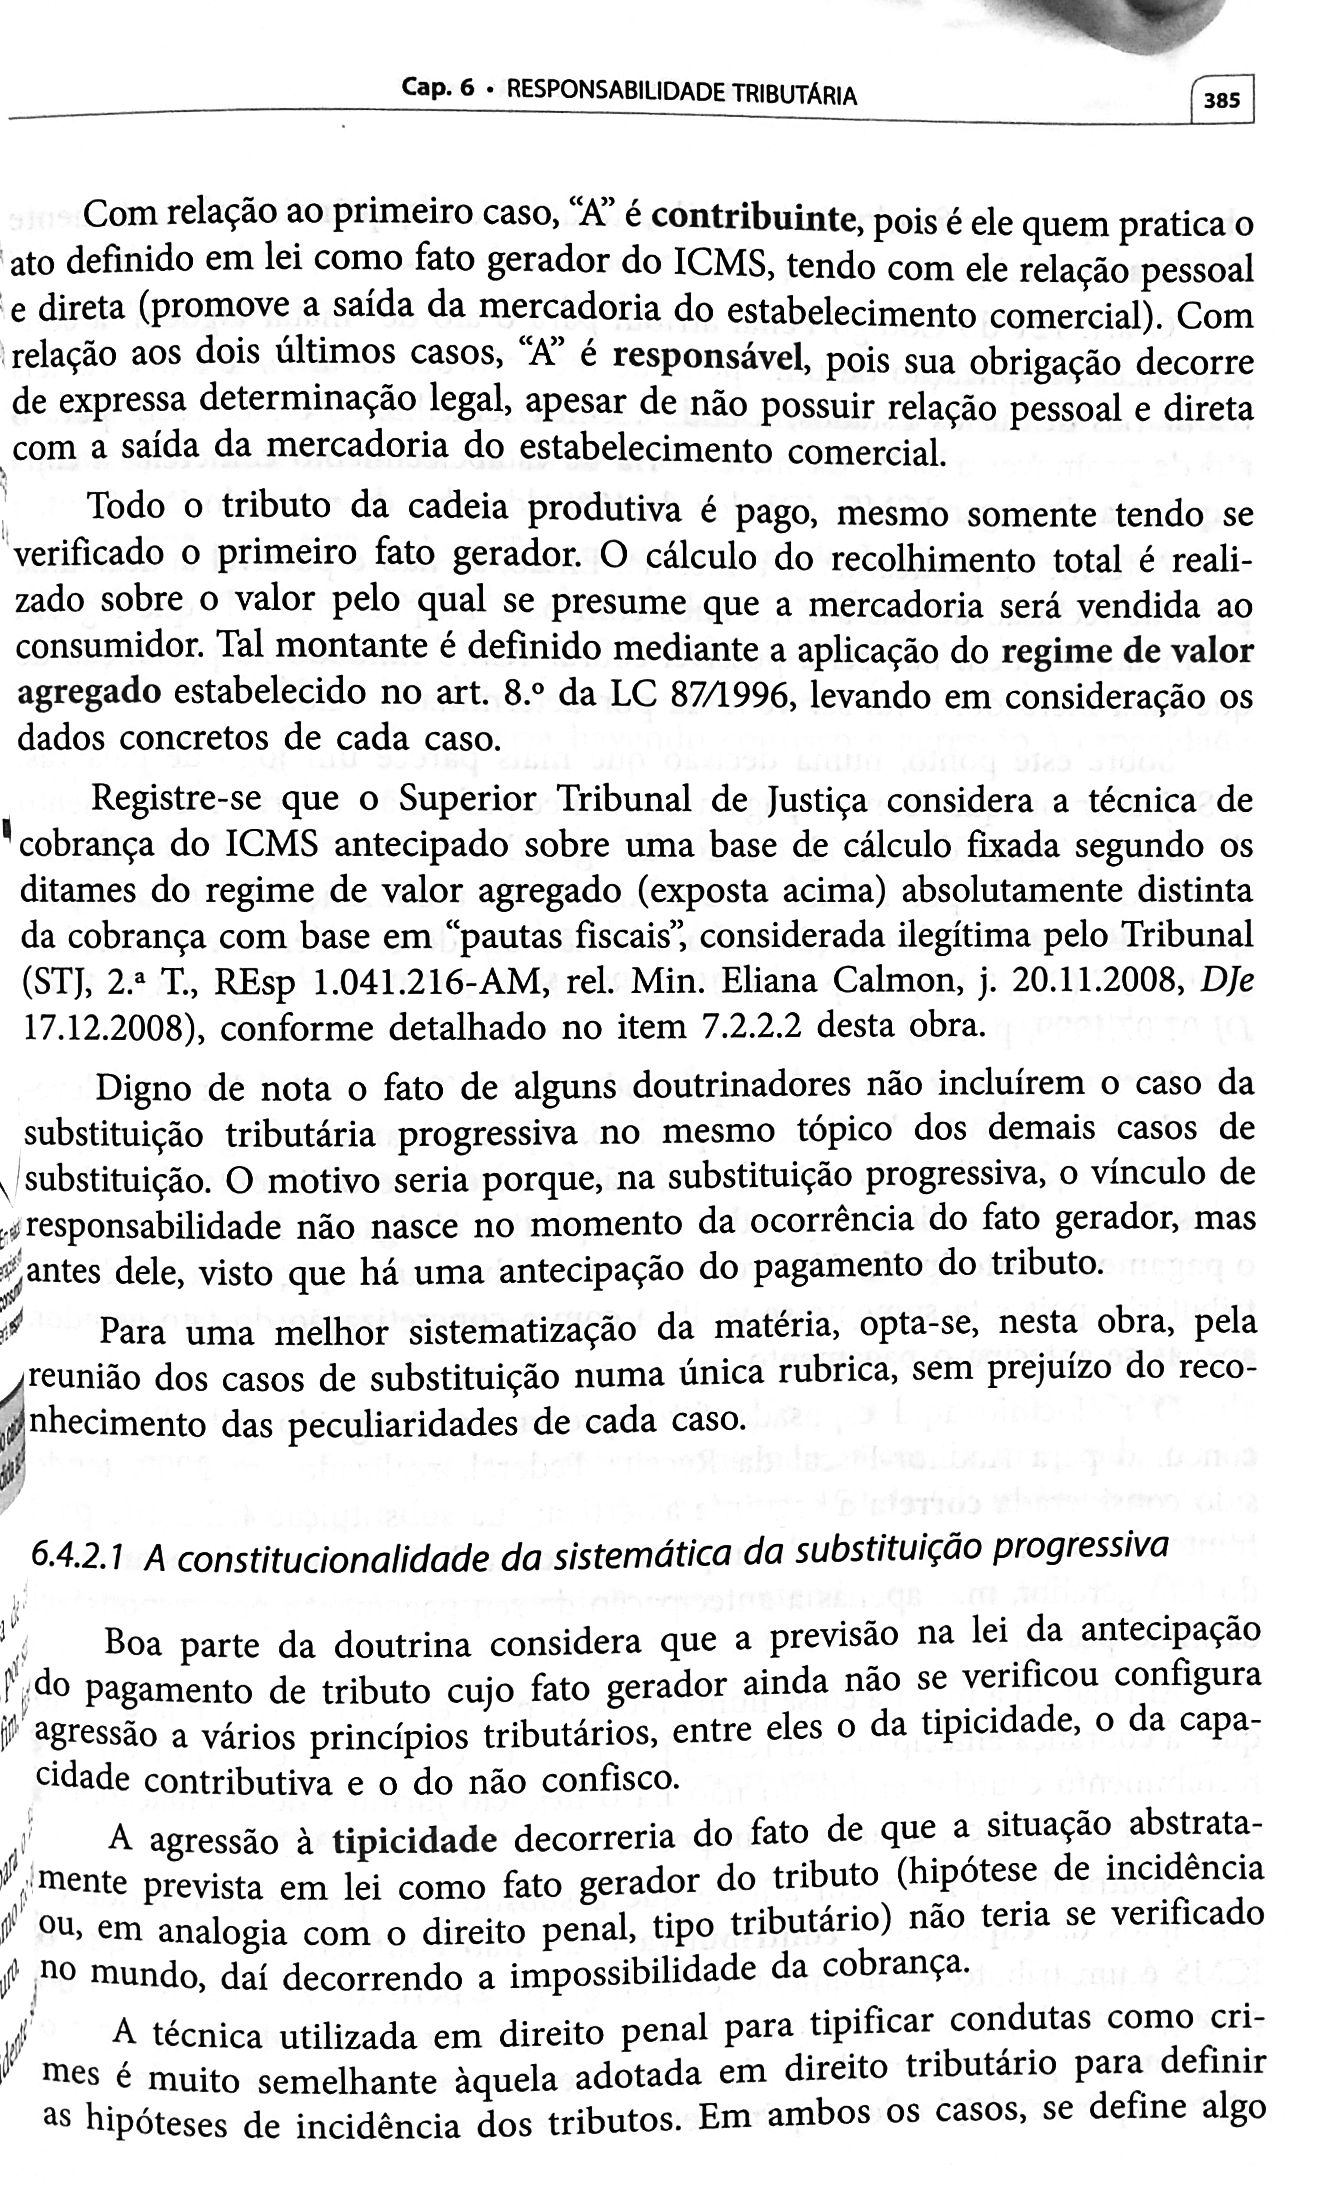 Cap. 6 • RESPONSABILIDADE TRIBUTÁRIA
385
Com relação ao primeiro caso, “A” é contribuinte, pois é ele quem pratica o
ato definido em lei como fato gerador do ICMS, tendo com ele relação pessoal
e direta (promove a saída da mercadoria do estabelecimento comercial). Com
relação aos dois últimos casos, “A” é responsável, pois sua obrigação decorre
de expressa determinação legal, apesar de não possuir relação pessoal e direta
com a saída da mercadoria do estabelecimento comercial.
Todo o tributo da cadeia produtiva é pago, mesmo somente tendo se
verificado o primeiro fato gerador. O cálculo do recolhimento total é reali-
zado sobre o valor pelo qual se presume que a mercadoria será vendida ao
consumidor. Tal montante é definido mediante a aplicação do regime de valor
agregado estabelecido no art. 8.º da LC 87/1996, levando em consideração os
dados concretos de cada caso.
Registre-se que o Superior Tribunal de Justiça considera a técnica de
cobrança do ICMS antecipado sobre uma base de cálculo fixada segundo os
ditames do regime de valor agregado (exposta acima) absolutamente distinta
da cobrança com base em “pautas fiscais”, considerada ilegítima pelo Tribunal
(STJ, 2.ª T., REsp 1.041.216-AM, rel. Min. Eliana Calmon, j. 20.11.2008, DJe
17.12.2008), conforme detalhado no item 7.2.2.2 desta obra.
Digno de nota o fato de alguns doutrinadores não incluírem o caso da
substituição tributária progressiva no mesmo tópico dos demais casos de
substituição. O motivo seria porque, na substituição progressiva, o vínculo de
responsabilidade não nasce no momento da ocorrência do fato gerador, mas
antes dele, visto que há uma antecipação do pagamento do tributo.
Para uma melhor sistematização da matéria, opta-se, nesta obra, pela
reunião dos casos de substituição numa única rubrica, sem prejuízo do reco-
nhecimento das peculiaridades de cada caso.
6.4.2.1 A constitucionalidade da sistemática da substituição progressiva
Boa parte da doutrina considera que a previsão na lei da antecipação
do pagamento de tributo cujo fato gerador ainda não se verificou configura
agressão a vários princípios tributários, entre eles o da tipicidade, o da capa-
cidade contributiva e o do não confisco.
A agressão à tipicidade decorreria do fato de que a situação abstrata-
mente prevista em lei como fato gerador do tributo (hipótese de incidência
ou, em analogia com o direito penal, tipo tributário) não teria se verificado
no mundo, daí decorrendo a impossibilidade da cobrança.
A técnica utilizada em direito penal para tipificar condutas como cri-
mes é muito semelhante àquela adotada em direito tributário para definir
as hipóteses de incidência dos tributos. Em ambos os casos, se define algo